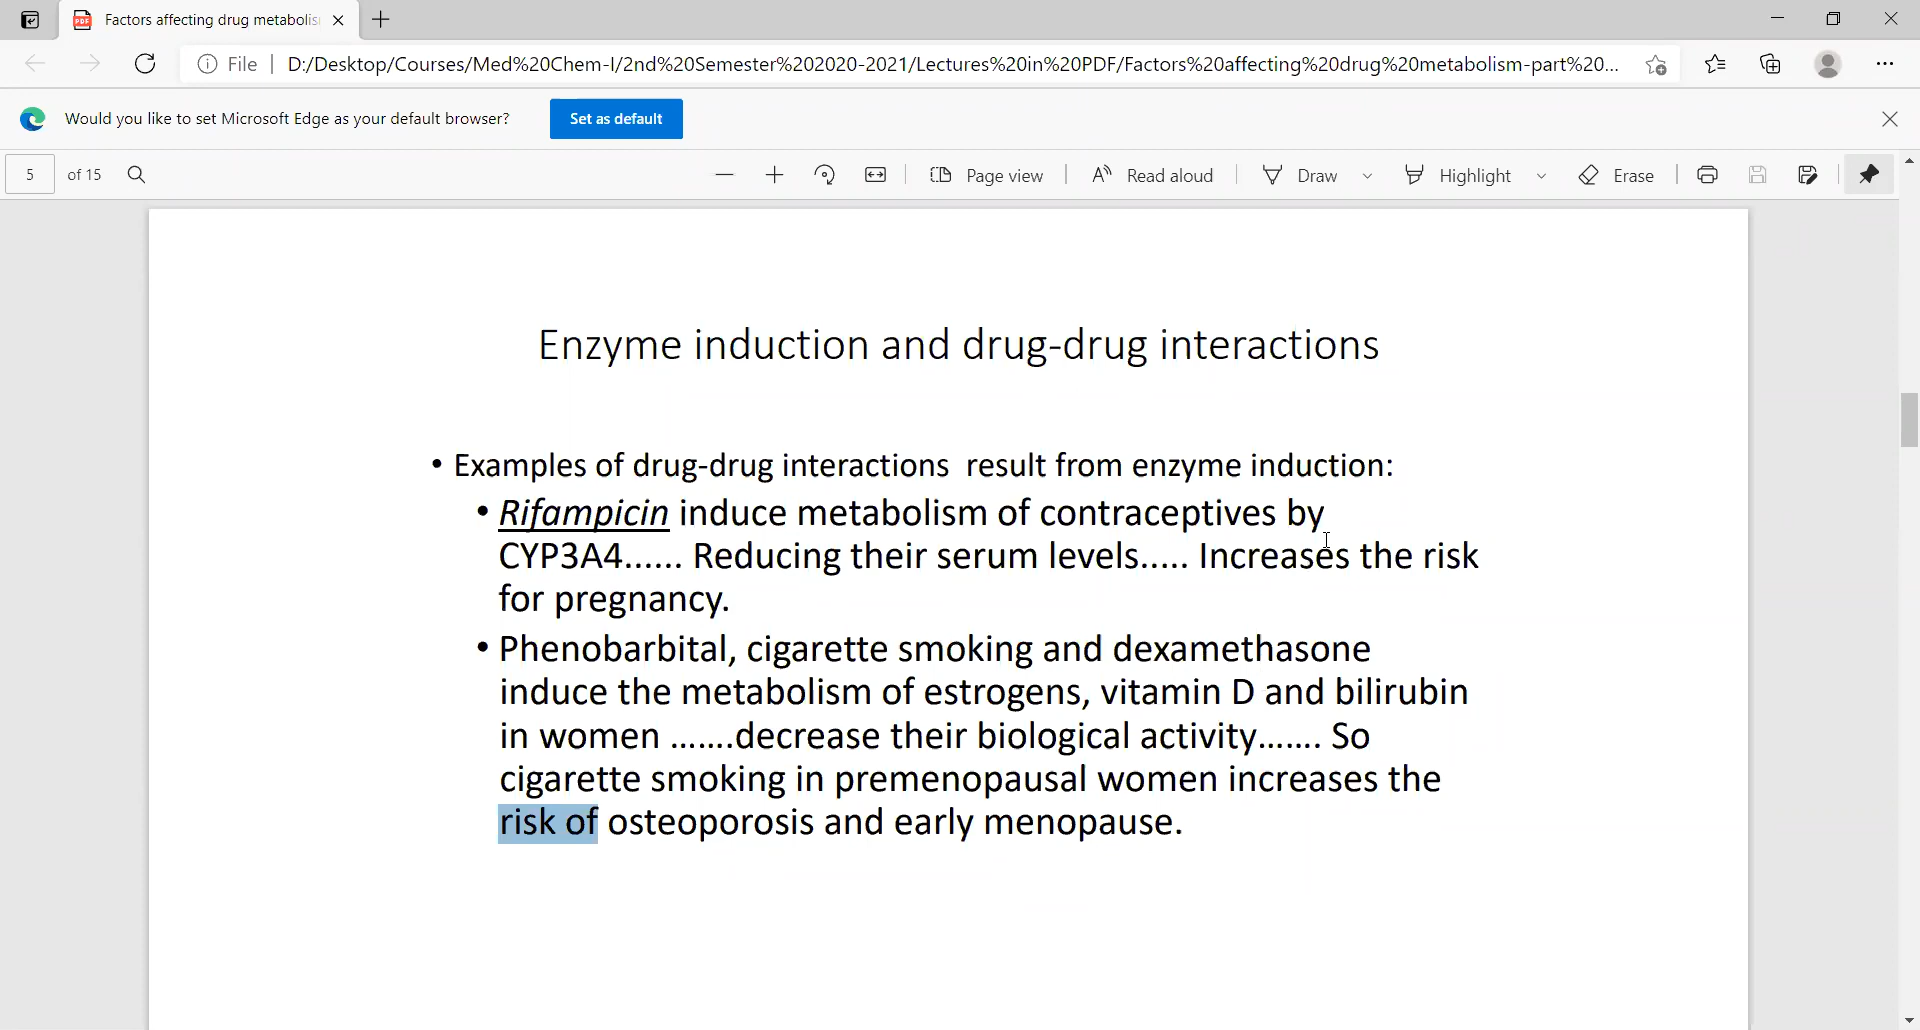 Factors affecting drug metabolis
File
D:/Desktop/Courses/Med%20Chem-I/2nd%20Semester%202020-2021/Lectures%20in%20PDF/Factors%20affecting%20drug%20metabolism-part%20...
Would you like to set Microsoft Edge as your default browser?
Set as default
5 of 15
Page view
Read aloud
Draw
Highlight
Erase
Enzyme induction and drug-drug interactions
• Examples of drug-drug interactions result from enzyme induction:
• Rifampicin induce metabolism of contraceptives by
CYP3A4...... Reducing their serum levels..... Increases the risk
for pregnancy.
• Phenobarbital, cigarette smoking and dexamethasone
induce the metabolism of estrogens, vitamin D and bilirubin
in women .......decrease their biological activity....... So
cigarette smoking in premenopausal women increases the
risk of osteoporosis and early menopause.